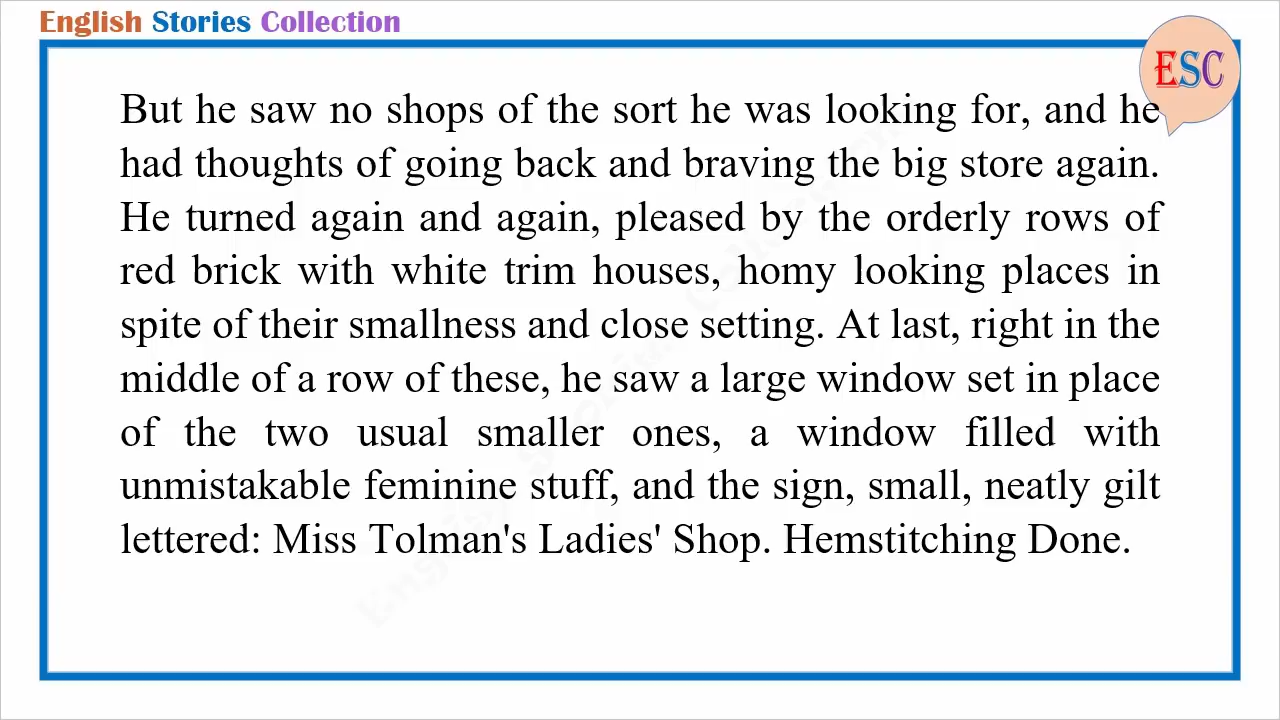 English Stories Collection
ESC
But he saw no shops of the sort he was looking for, and he
had thoughts of going back and braving the big store again.
He turned again and again, pleased by the orderly rows of
red brick with white trim houses, homy looking places in
spite of their smallness and close setting. At last, right in the
middle of a row of these, he saw a large window set in place
of the two usual smaller ones, a window filled with
unmistakable feminine stuff, and the sign, small, neatly gilt
lettered: Miss Tolman's Ladies' Shop. Hemstitching Done.
English Stories Collection